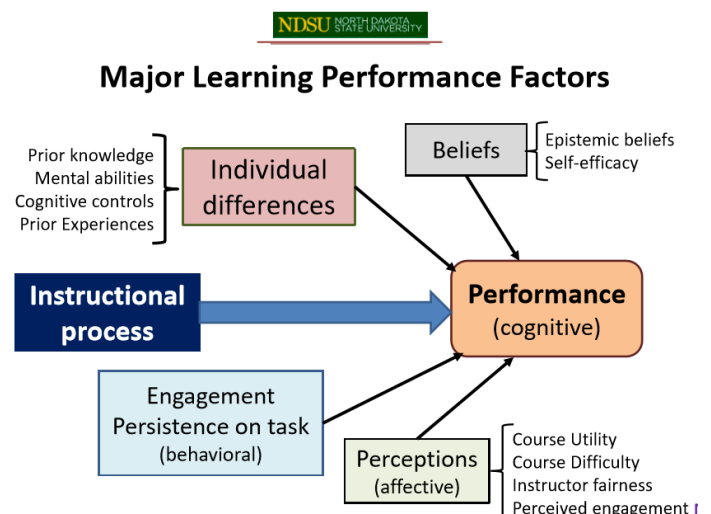 NDSU NORTH DAKOTA
STATE UNIVERSITY
Major Learning Performance Factors
Prior knowledge
Mental abilities
Cognitive controls
Prior Experiences
Individual
differences
Beliefs
Epistemic beliefs
Self-efficacy
Instructional
process
Performance
(cognitive)
Engagement
Persistence on task
(behavioral)
Perceptions
(affective)
Course Utility
Course Difficulty
Instructor fairness
Perceived engagement